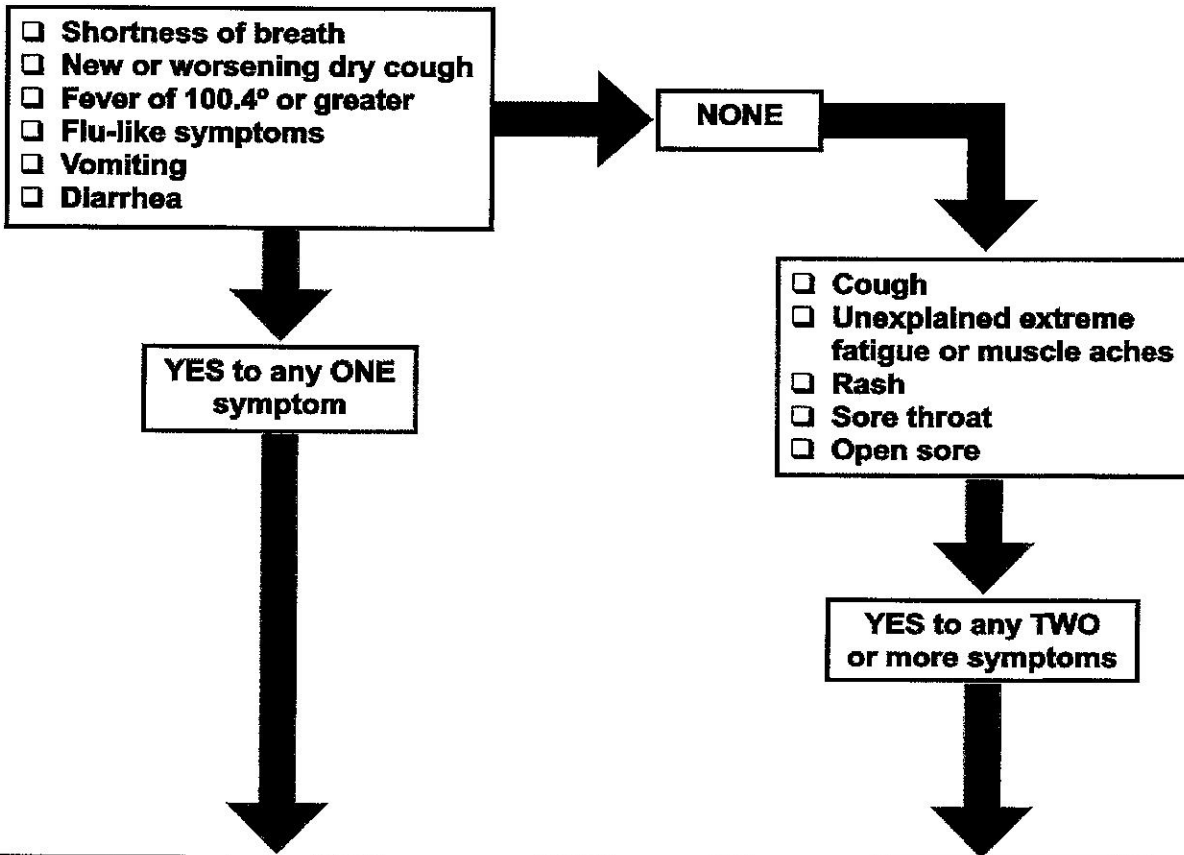 ❑ Shortness of breath
❑ New or worsening dry cough
❑ Fever of 100.4º or greater
❑ Flu-like symptoms
❑ Vomiting
❑ Diarrhea
NONE
YES to any ONE
symptom
❑ Cough
❑ Unexplained extreme
fatigue or muscle aches
❑ Rash
❑ Sore throat
❑ Open sore
YES to any TWO
or more symptoms